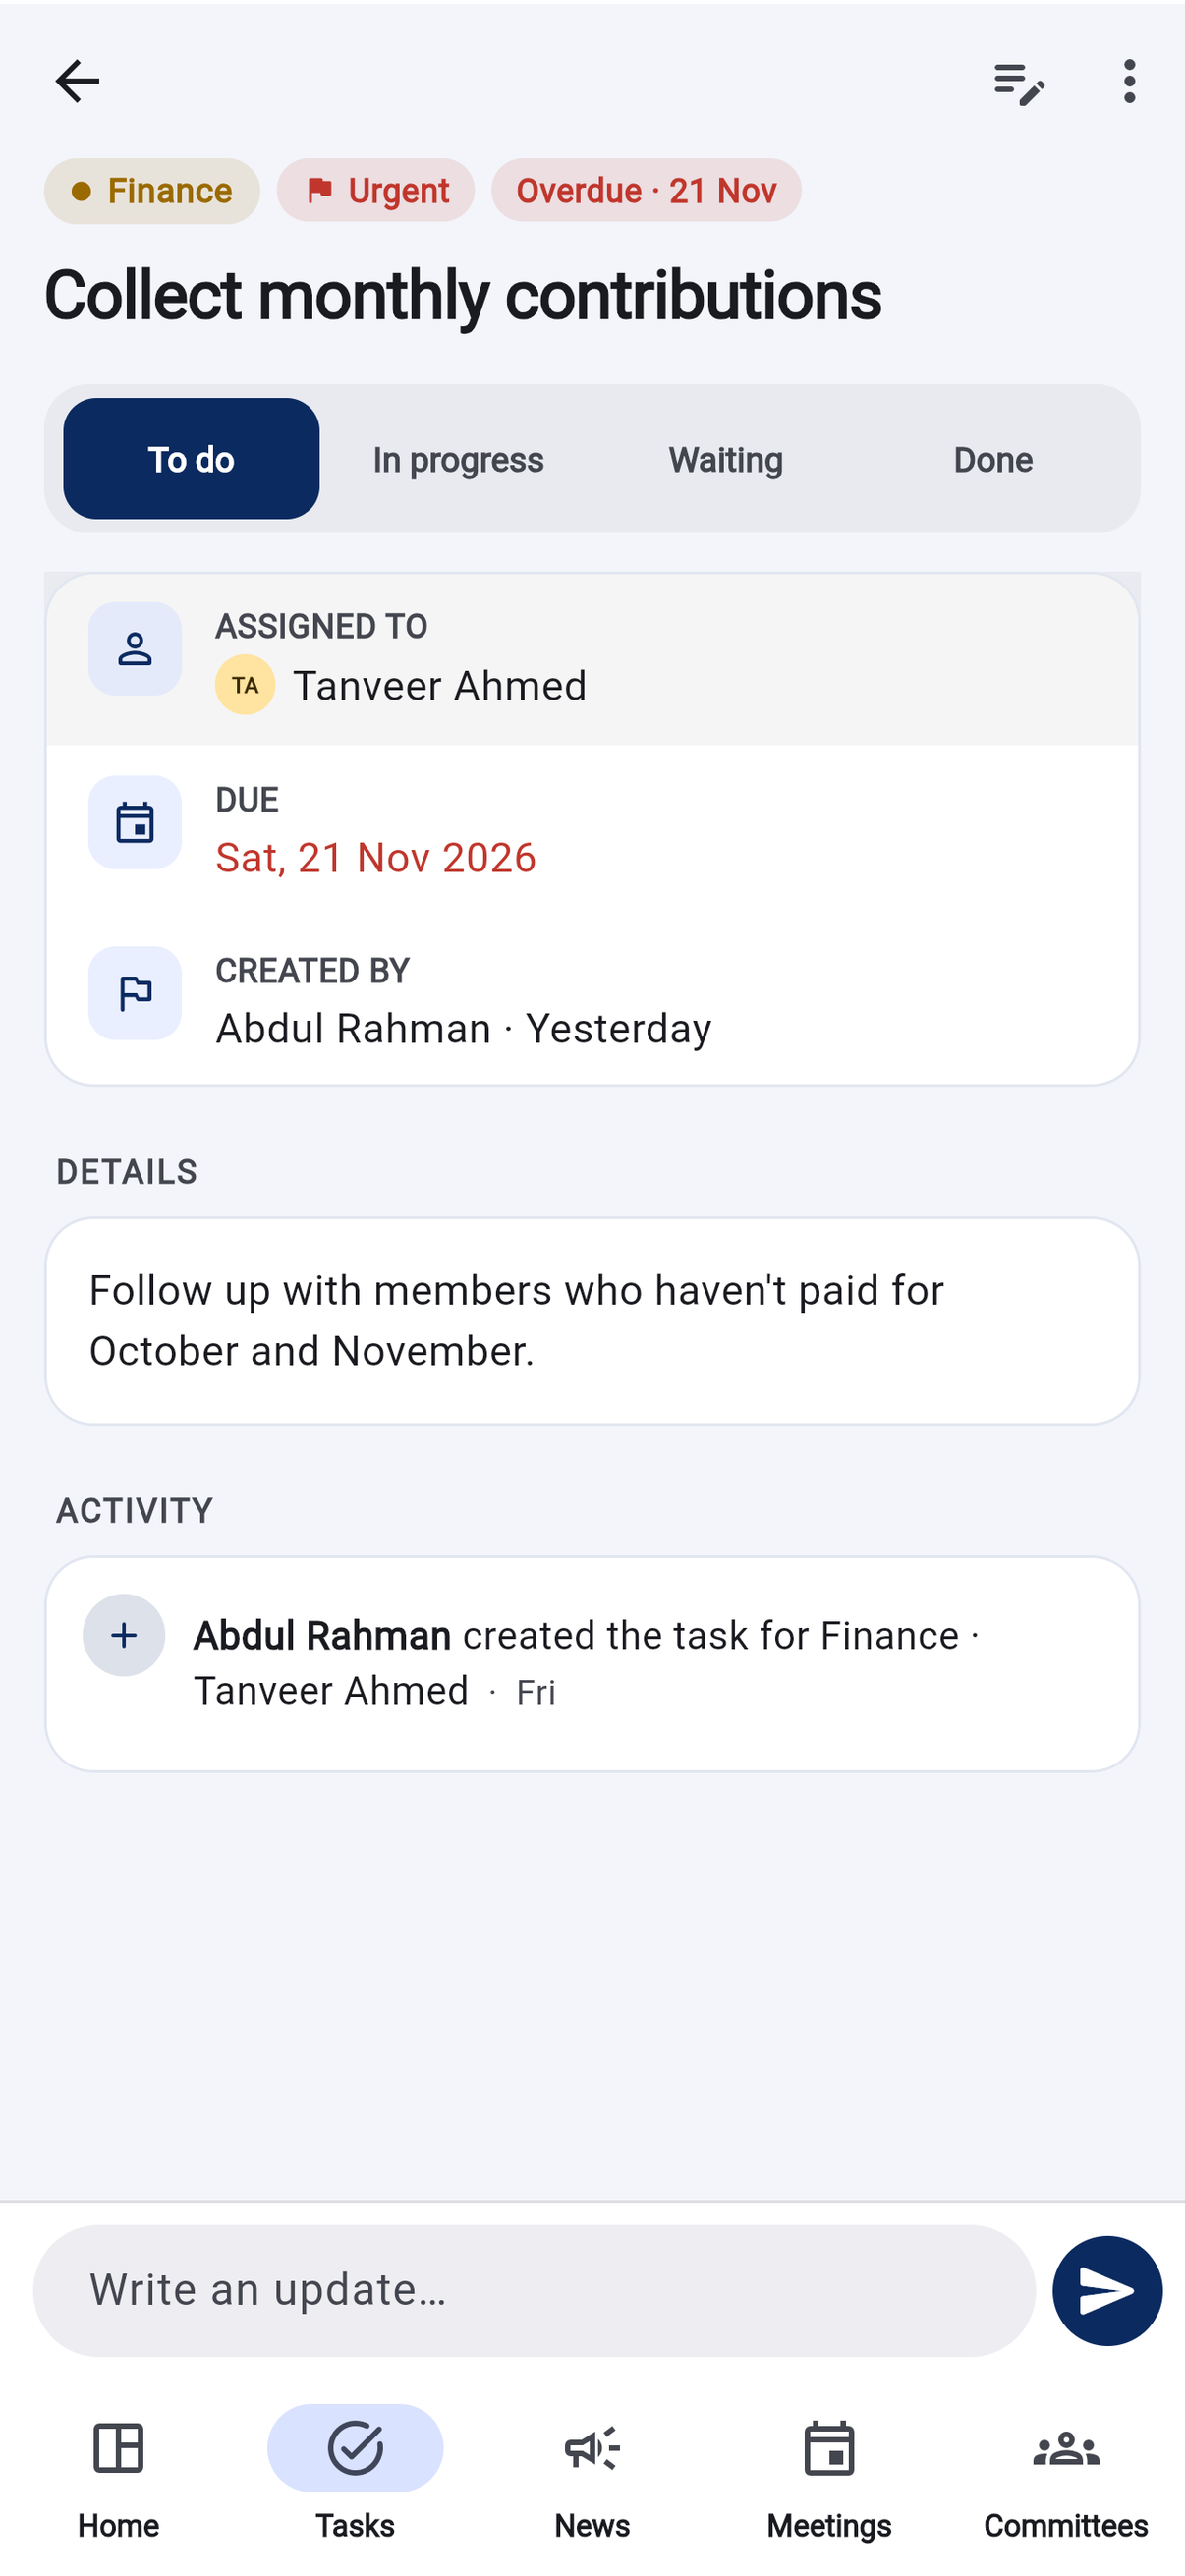 Finance
Urgent
Overdue · 21 Nov
Collect monthly contributions
To do
In progress
Waiting
Done
ASSIGNED TO
TA
Tanveer Ahmed
DUE
Sat, 21 Nov 2026
CREATED BY
Abdul Rahman · Yesterday
DETAILS
Follow up with members who haven't paid for
October and November.
ACTIVITY
Abdul Rahman created the task for Finance ·
Tanveer Ahmed · Fri
Write an update…
Home
Tasks
News
Meetings
Committees